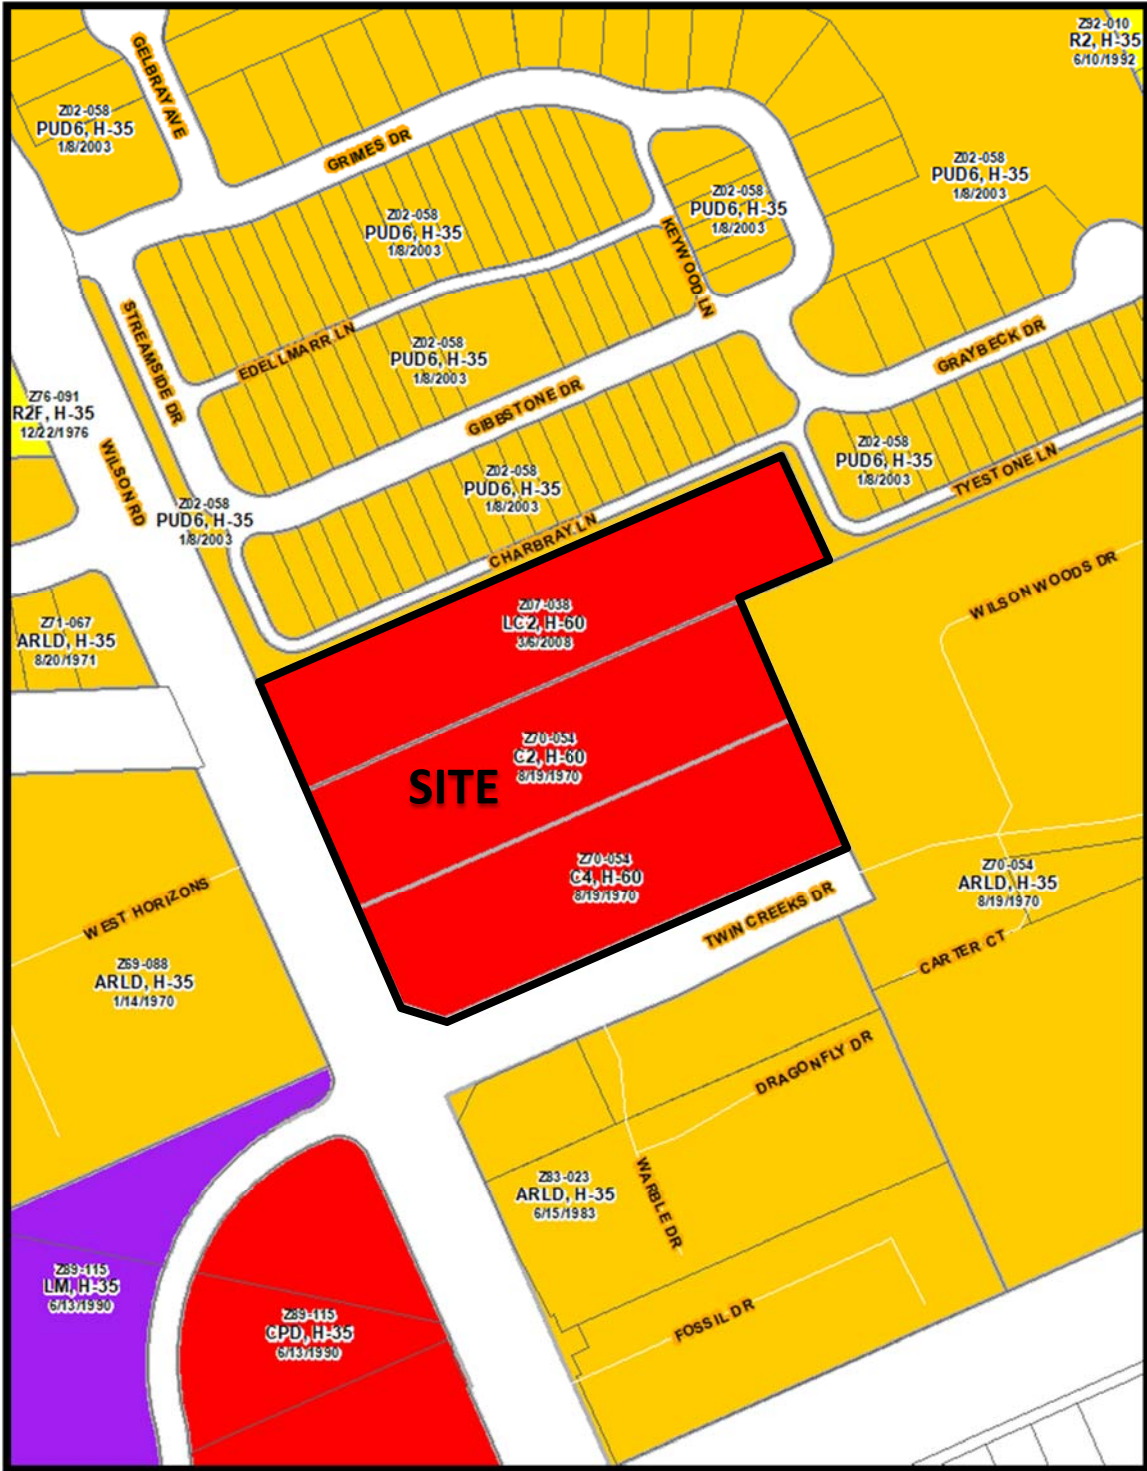 Z92-010
R2, H-35
6/10/1992
GELBRAY AVE
Z02-058
PUD6, H-35
1/8/2003
GRIMES DR
Z02-058
PUD6, H-35
1/8/2003
Z02-058
PUD6, H-35
1/8/2003
Z02-058
PUD6, H-35
1/8/2003
KEYWOOD LN
STREAMSIDE DR
EDELLMARR LN
Z02-058
PUD6, H-35
1/8/2003
GRAYBECK DR
GIBBSTONE DR
Z76-091
R2F, H-35
12/22/1976
WILSON RD
Z02-058
PUD6, H-35
1/8/2003
Z02-058
PUD6, H-35
1/8/2003
Z02-058
PUD6, H-35
1/8/2003
TYESTONE LN
CHARBRAY LN
WILSON WOODS DR
Z71-067
ARLD, H-35
8/20/1971
Z07-038
LC2, H-60
3/6/2008
Z70-054
C2, H-60
8/19/1970
SITE
Z70-054
C4, H-60
8/19/1970
Z70-054
ARLD, H-35
8/19/1970
WEST HORIZONS
TWIN CREEKS DR
CARTER CT
Z69-088
ARLD, H-35
1/14/1970
DRAGONFLY DR
Z83-023
ARLD, H-35
6/15/1983
WARBLE DR
Z89-115
LM, H-35
6/13/1990
Z89-115
CPD, H-35
6/13/1990
FOSSIL DR